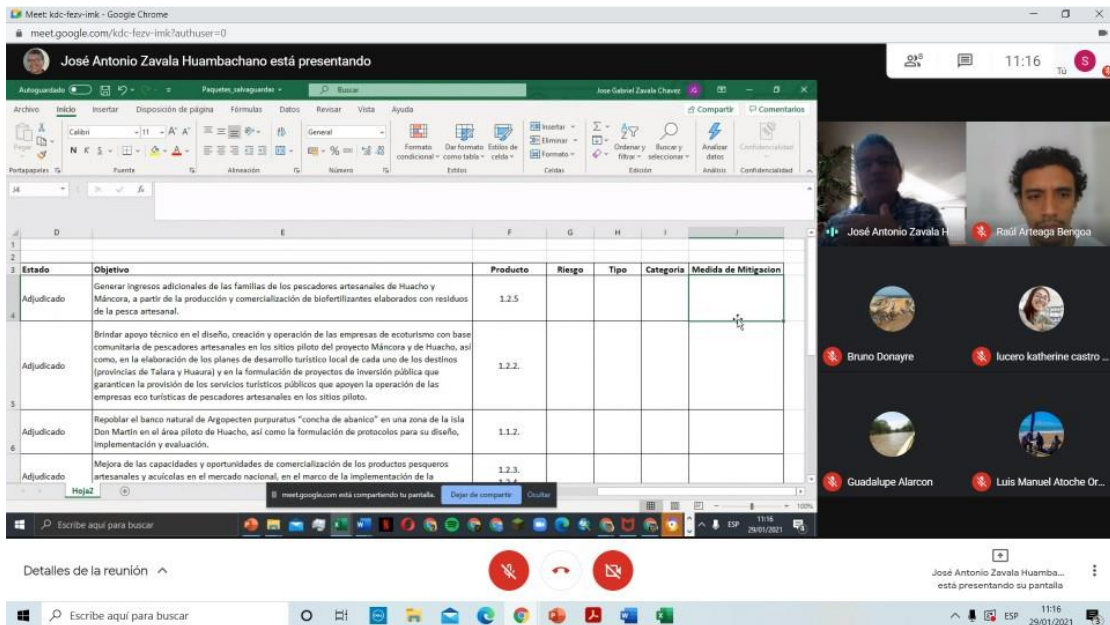 Meet: kdc-fezv-imk - Google Chrome
meet.google.com/kdc-fezv-imk?authuser=0
José Antonio Zavala Huambachano está presentando
11:16
Tú
S
Autoguardado
Paquetes_salvaguardas
Buscar
Jose Gabriel Zavala Chavez
Archivo Inicio Insertar Disposición de página Fórmulas Datos Revisar Vista Ayuda
Compartir Comentarios
Calibri 11 A A
General
Insertar
Eliminar
Formato
N K S
Pegar
Formato condicional
Dar formato como tabla
Estilos de celda
Ordenar y filtrar
Buscar y seleccionar
Analizar datos
Confidencialidad
Portapapeles Fuente Alineación Número Estilos Celdas Edición Análisis Confidencialidad
J4 fx
D E F G H I J
1
2
3 Estado Objetivo Producto Riesgo Tipo Categoria Medida de Mitigacion
Generar ingresos adicionales de las familias de los pescadores artesanales de Huacho y
Adjudicado Máncora, a partir de la producción y comercialización de biofertilizantes elaborados con residuos 1.2.5
4 de la pesca artesanal.
Brindar apoyo técnico en el diseño, creación y operación de las empresas de ecoturismo con base
comunitaria de pescadores artesanales en los sitios piloto del proyecto Máncora y de Huacho, así
como, en la elaboración de los planes de desarrollo turístico local de cada uno de los destinos
Adjudicado (provincias de Talara y Huaura) y en la formulación de proyectos de inversión pública que 1.2.2.
garanticen la provisión de los servicios turísticos públicos que apoyen la operación de las
5 empresas eco turísticas de pescadores artesanales en los sitios piloto.
Repoblar el banco natural de Argopecten purpuratus "concha de abanico" en una zona de la isla
Adjudicado Don Martin en el área piloto de Huacho, así como la formulación de protocolos para su diseño, 1.1.2.
6 implementación y evaluación.
Mejora de las capacidades y oportunidades de comercialización de los productos pesqueros
Adjudicado artesanales y acuícolas en el mercado nacional, en el marco de la implementación de la 1.2.3.
Hoja2
meet.google.com está compartiendo tu pantalla. Dejar de compartir Ocultar
100%
Escribe aquí para buscar
ESP 11:16
29/01/2021
José Antonio Zavala H
Raúl Arteaga Bengoa
Bruno Donayre
lucero katherine castro ...
Guadalupe Alarcon
Luis Manuel Atoche Or...
Detalles de la reunión
José Antonio Zavala Huamba...
está presentando su pantalla
Escribe aquí para buscar
ESP 11:16
29/01/2021